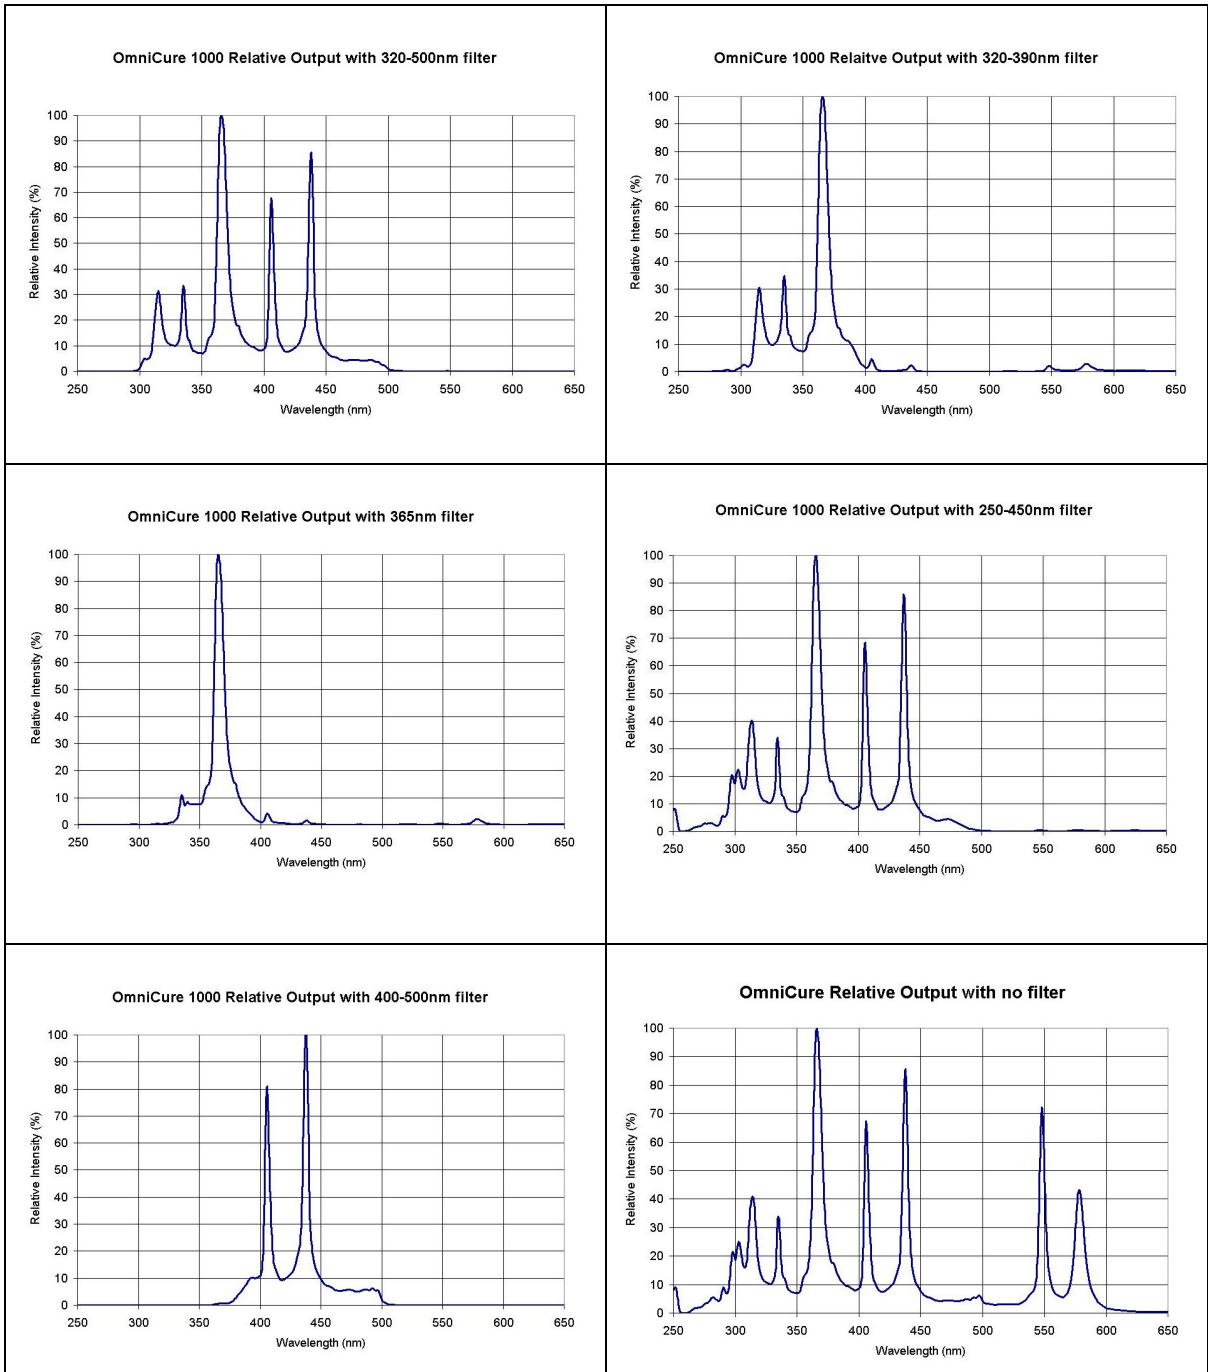 OmniCure 1000 Relative Output with 320-500nm filter
Relative Intensity (%)
100
90
80
70
60
50
40
30
20
10
0
250 300 350 400 450 500 550 600 650
Wavelength (nm)
OmniCure 1000 Relaitve Output with 320-390nm filter
Relative Intensity (%)
100
90
80
70
60
50
40
30
20
10
0
250 300 350 400 450 500 550 600 650
Wavelength (nm)
OmniCure 1000 Relative Output with 365nm filter
Relative Intensity (%)
100
90
80
70
60
50
40
30
20
10
0
250 300 350 400 450 500 550 600 650
Wavelength (nm)
OmniCure 1000 Relative Output with 250-450nm filter
Relative Intensity (%)
100
90
80
70
60
50
40
30
20
10
0
250 300 350 400 450 500 550 600 650
Wavelength (nm)
OmniCure 1000 Relative Output with 400-500nm filter
Relative Intensity (%)
100
90
80
70
60
50
40
30
20
10
0
250 300 350 400 450 500 550 600 650
Wavelength (nm)
OmniCure Relative Output with no filter
Relative Intensity (%)
100
90
80
70
60
50
40
30
20
10
0
250 300 350 400 450 500 550 600 650
Wavelength (nm)